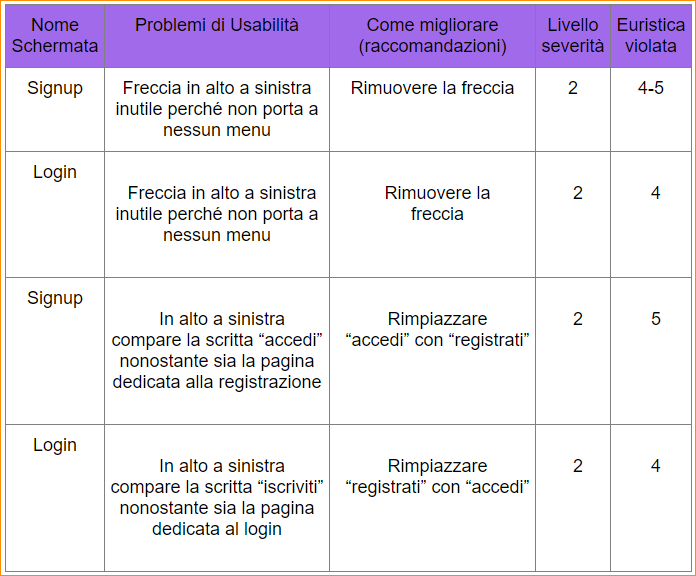 Nome Schermata
Problemi di Usabilità
Come migliorare (raccomandazioni)
Livello severità
Euristica violata
Signup
Freccia in alto a sinistra
inutile perché non porta a
nessun menu
Rimuovere la freccia
2
4-5
Login
Freccia in alto a sinistra
inutile perché non porta a
nessun menu
Rimuovere la
freccia
2
4
Signup
In alto a sinistra
compare la scritta “accedi”
nonostante sia la pagina
dedicata alla registrazione
Rimpiazzare
“accedi” con “registrati”
2
5
Login
In alto a sinistra
compare la scritta “iscriviti”
nonostante sia la pagina
dedicata al login
Rimpiazzare
“registrati” con “accedi”
2
4